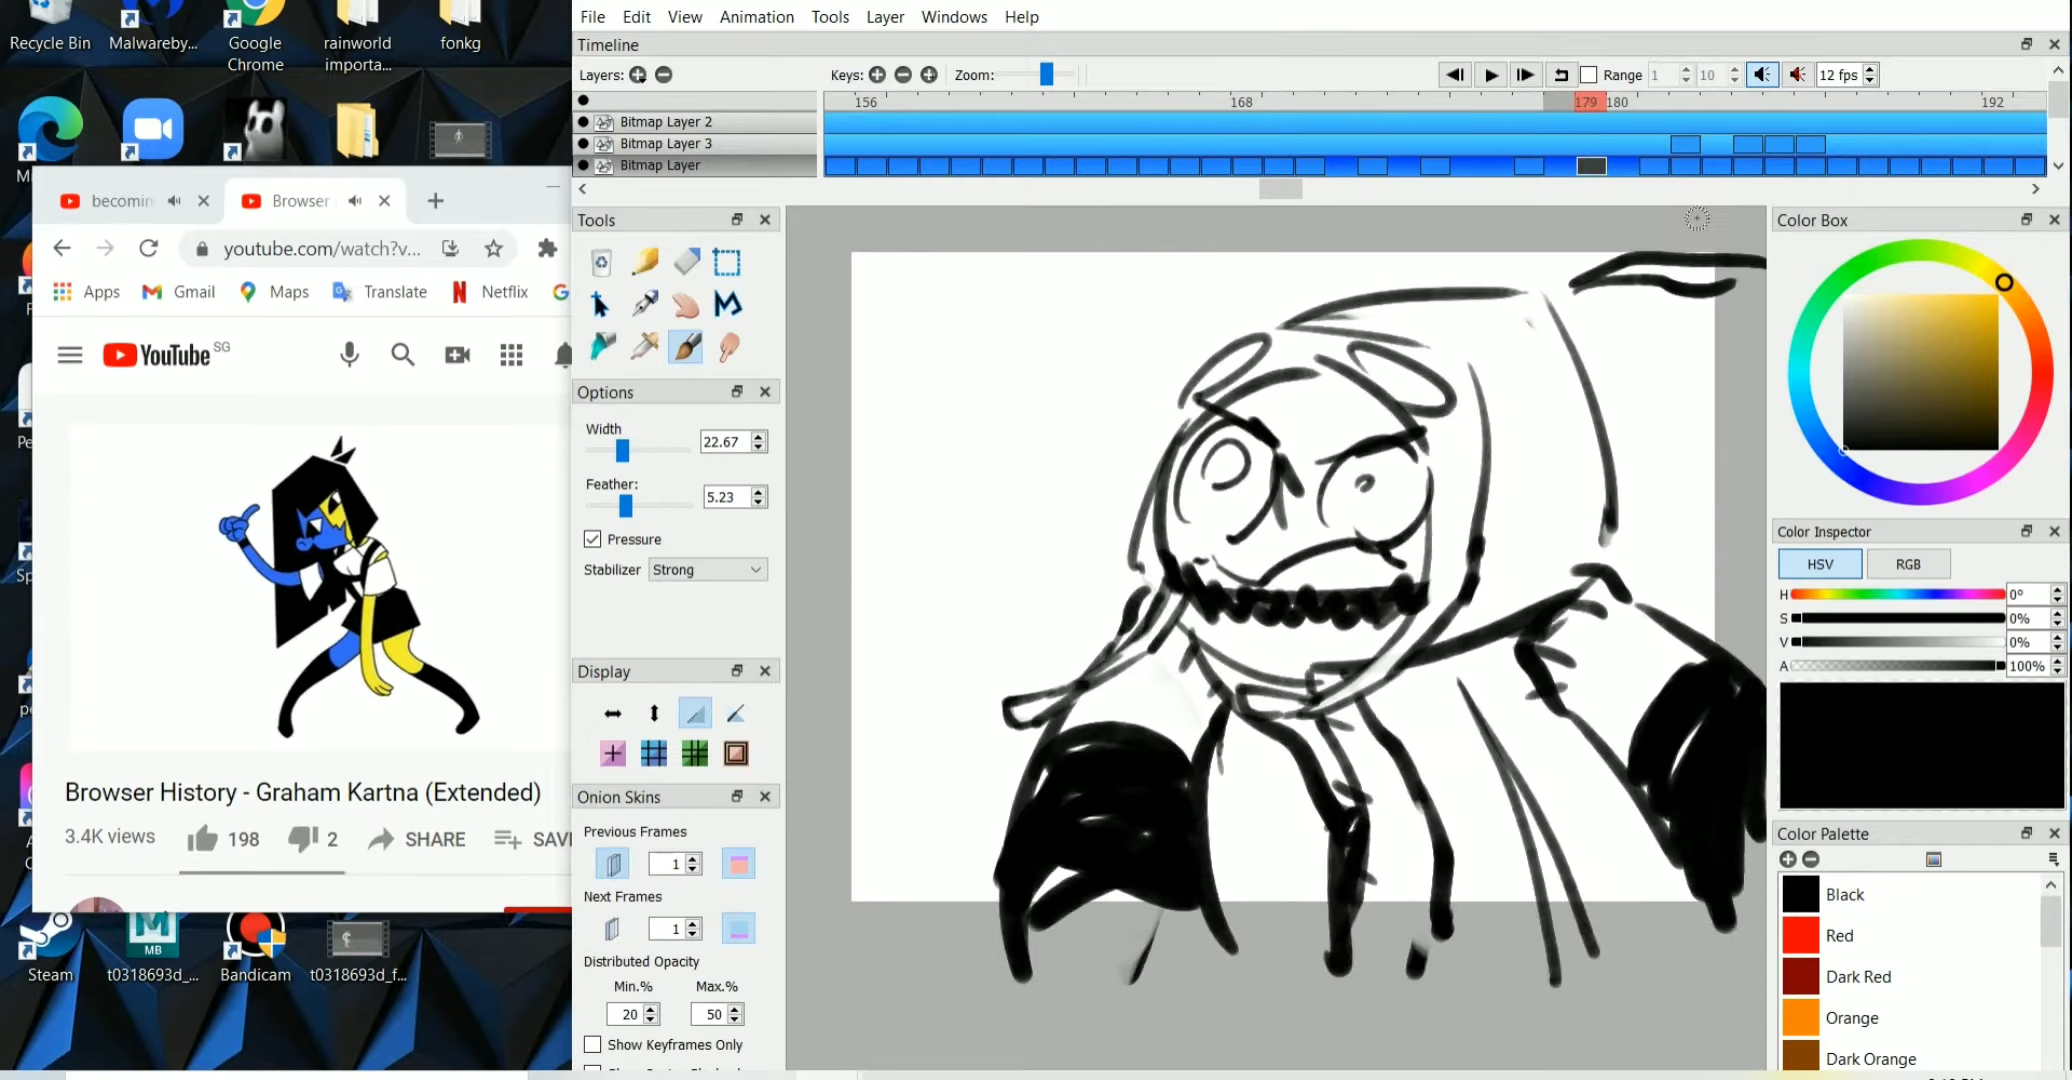 Recycle Bin
Malwareby...
Google Chrome
rainworld importa...
fonkg
becomin
Browser
youtube.com/watch?v...
Apps
Gmail
Maps
Translate
Netflix
YouTube SG
Browser History - Graham Kartna (Extended)
3.4K views
198
2
SHARE
SAV
Steam
MB
t0318693d_...
Bandicam
t0318693d_f...
File Edit View Animation Tools Layer Windows Help
Timeline
Layers:
Keys:
Zoom:
Range 1 10
12 fps
156 168 179 180 192
Bitmap Layer 2
Bitmap Layer 3
Bitmap Layer
Tools
Options
Width
22.67
Feather:
5.23
Pressure
Stabilizer Strong
Display
Onion Skins
Previous Frames
1
Next Frames
1
Distributed Opacity
Min.% Max.%
20 50
Show Keyframes Only
Color Box
Color Inspector
HSV RGB
H 0°
S 0%
V 0%
A 100%
Color Palette
Black
Red
Dark Red
Orange
Dark Orange